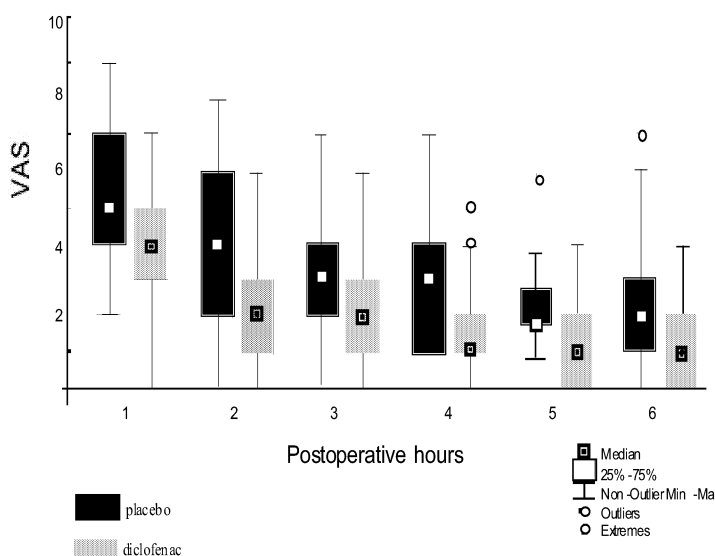 10
8
6
4
2
VAS
1 2 3 4 5 6
Postoperative hours
Median
25% -75%
Non -Outlier Min -Ma
Outliers
Extremes
placebo
diclofenac